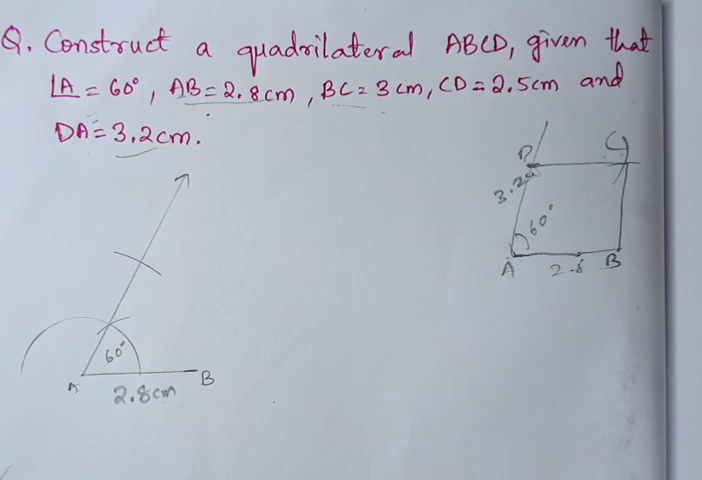 Q. Construct a quadrilateral ABCD, given that
∠A = 60°, AB = 2.8cm, BC = 3cm, CD = 2.5cm and
DA = 3.2cm.
D C
3.2
60°
A 2.8 B
60°
A B
2.8cm